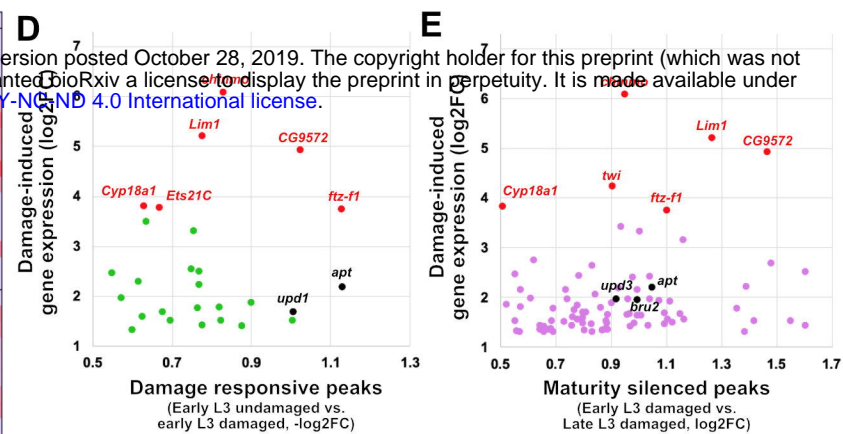 D
E
ersion posted October 28, 2019. The copyright holder for this preprint (which was not
anted bioRxiv a license to display the preprint in perpetuity. It is made available under
Y-NC-ND 4.0 International license.
Damage-induced
gene expression (log2FC)
7
6
5
4
3
2
1
chinmo
Lim1
CG9572
Cyp18a1
Ets21C
ftz-f1
apt
upd1
0.5 0.7 0.9 1.1 1.3
Damage responsive peaks
(Early L3 undamaged vs.
early L3 damaged, -log2FC)
Damage-induced
gene expression (log2FC)
7
6
5
4
3
2
1
chinmo
Lim1
CG9572
twi
Cyp18a1
ftz-f1
upd3
apt
bru2
0.5 0.7 0.9 1.1 1.3 1.5 1.7
Maturity silenced peaks
(Early L3 damaged vs.
Late L3 damaged, log2FC)